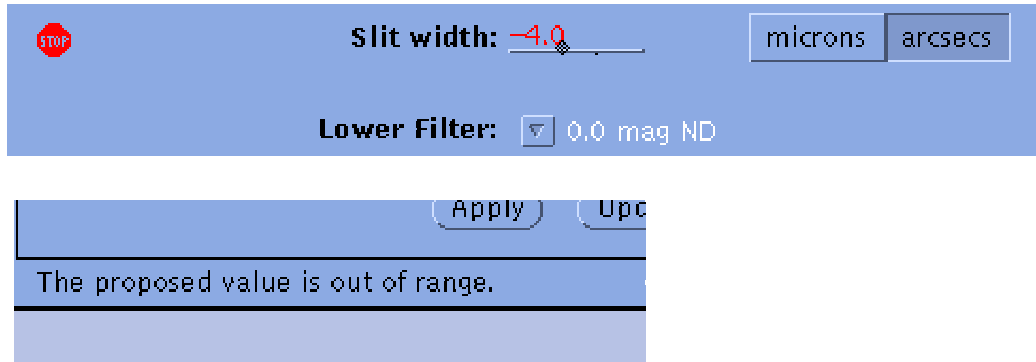 STOP Slit width: -4.0 microns arcsecs
Lower Filter: 0.0 mag ND
Apply
The proposed value is out of range.